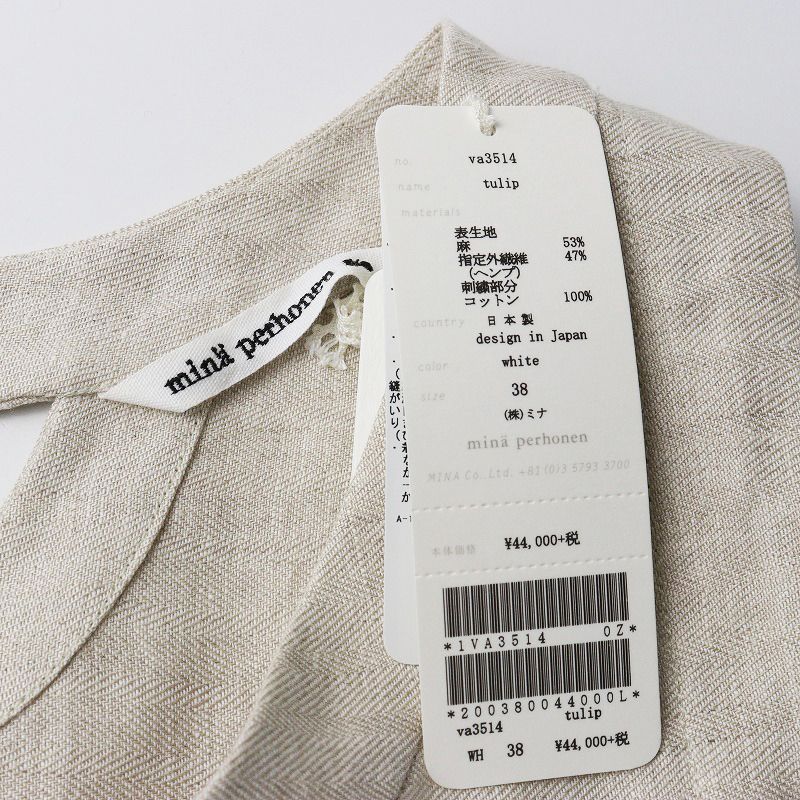 minä perhonen
no. va3514
name tulip
materials
表生地
麻 53%
指定外繊維 47%
(ヘンプ)
刺繍部分
コットン 100%
country 日本製
design in Japan
color white
size 38
(株)ミナ
minä perhonen
MINA Co.,Ltd. +81(0)3 5793 3700
本体価格 ¥44,000+税
*1VA3514 0Z*
*200380044000L*
va3514 tulip
WH 38 ¥44,000+税